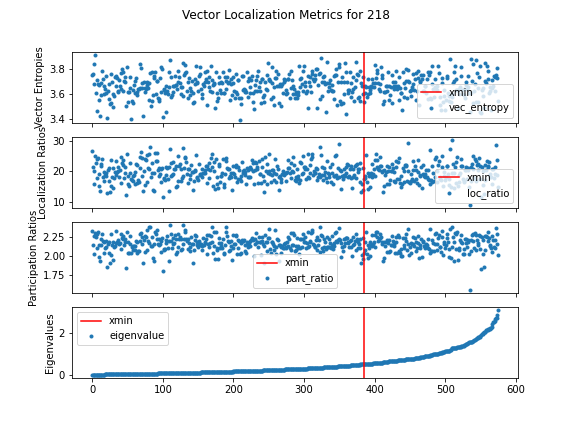 Vector Localization Metrics for 218
Vector Entropies
3.8
3.6
3.4
xmin
vec_entropy
Localization Ratios
30
20
10
xmin
loc_ratio
Participation Ratios
2.25
2.00
1.75
xmin
part_ratio
Eigenvalues
2
0
xmin
eigenvalue
0 100 200 300 400 500 600